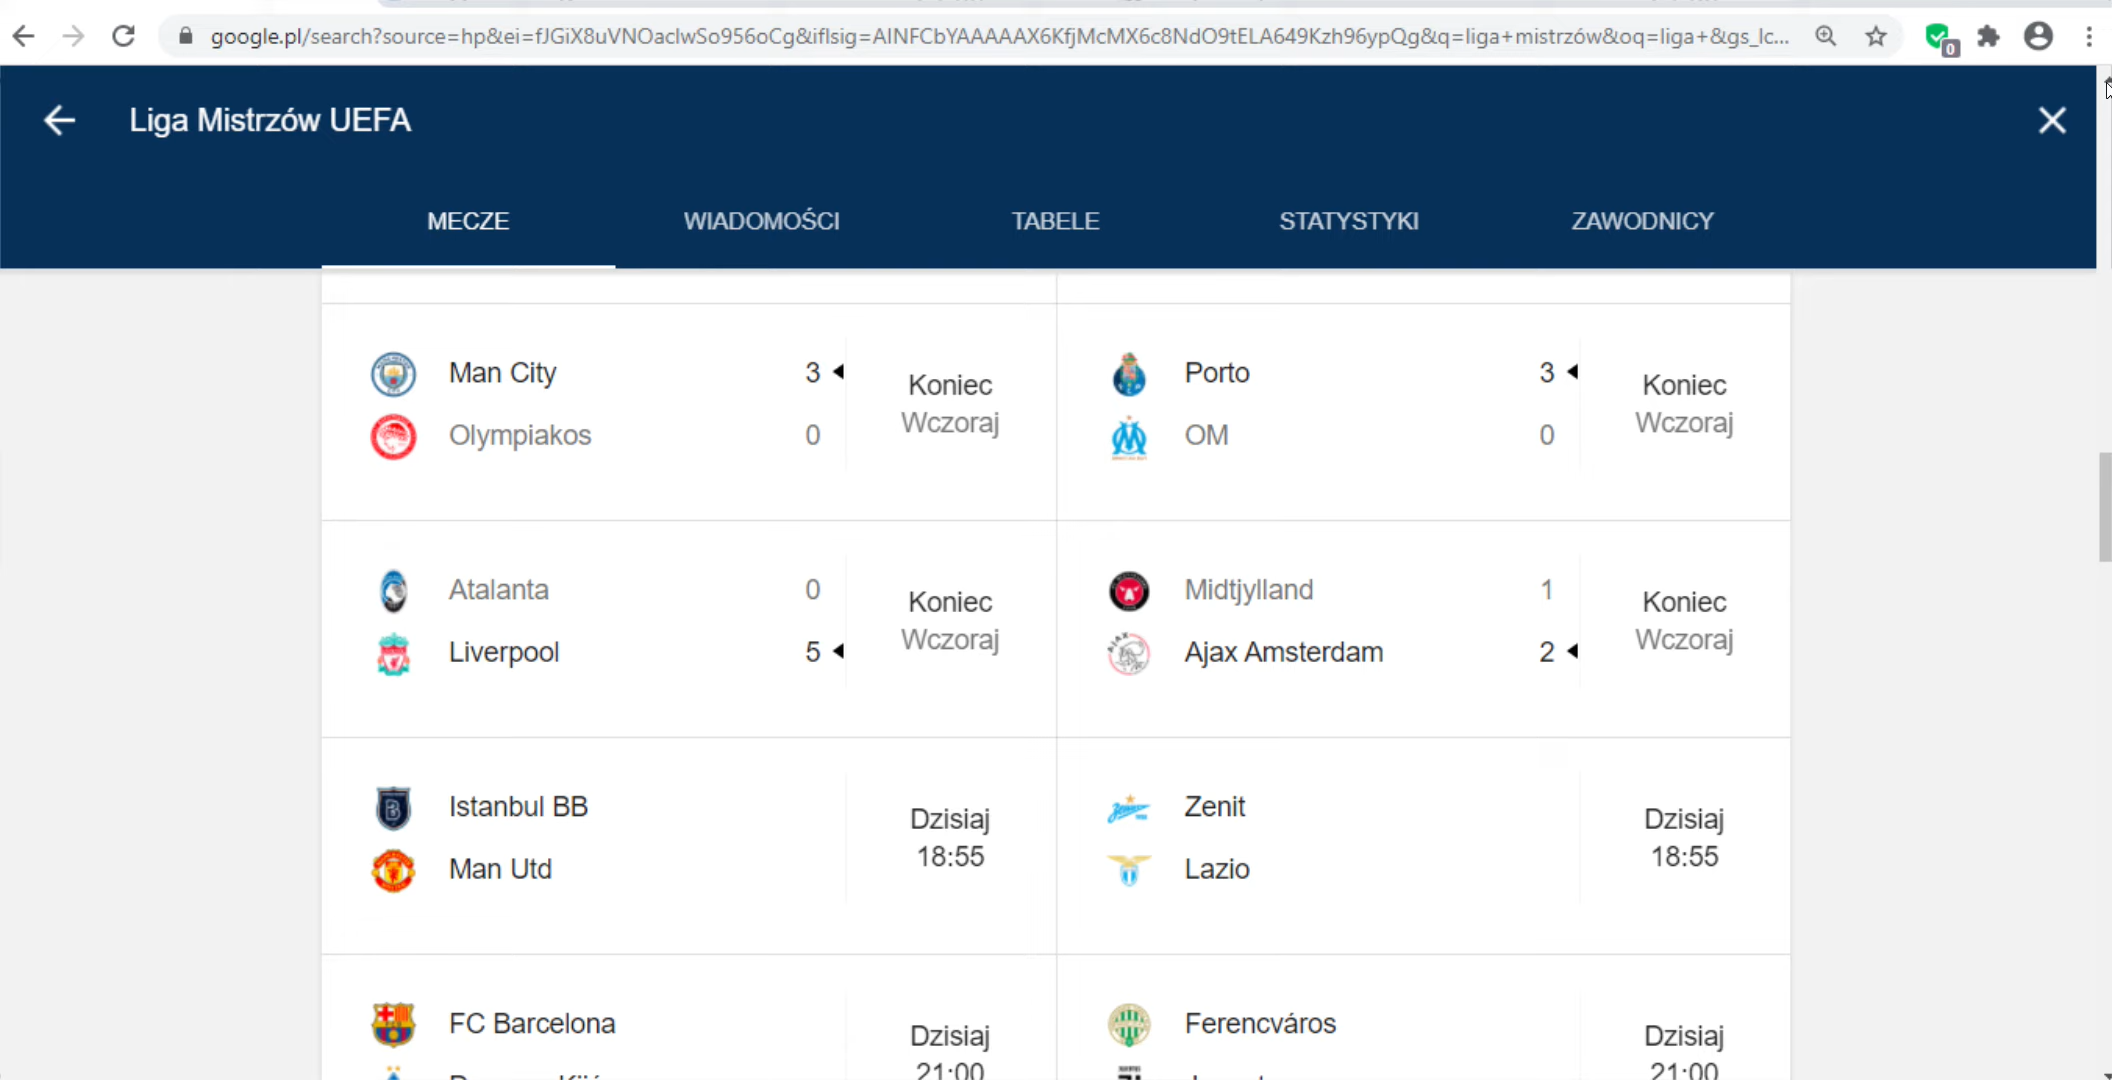 google.pl/search?source=hp&ei=fJGiX8uVNOaclwSo956oCg&iflsig=AINFCbYAAAAAX6KfjMcMX6c8NdO9tELA649Kzh96ypQg&q=liga+mistrzów&oq=liga+&gs_lc...
0
Liga Mistrzów UEFA
MECZE
WIADOMOŚCI
TABELE
STATYSTYKI
ZAWODNICY
Man City 3
Olympiakos 0
Koniec
Wczoraj
Porto 3
OM 0
Koniec
Wczoraj
Atalanta 0
Liverpool 5
Koniec
Wczoraj
Midtjylland 1
Ajax Amsterdam 2
Koniec
Wczoraj
Istanbul BB
Man Utd
Dzisiaj
18:55
Zenit
Lazio
Dzisiaj
18:55
FC Barcelona
Dzisiaj
21:00
Ferencváros
Dzisiaj
21:00